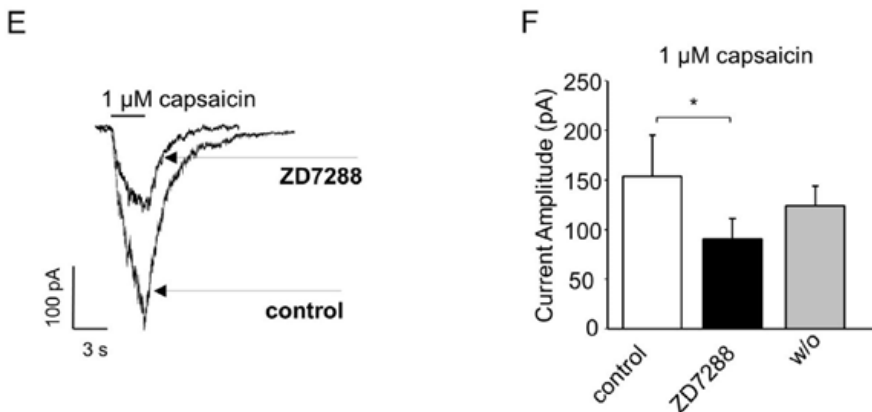 E
1 µM capsaicin
ZD7288
control
100 pA
3 s
F
1 µM capsaicin
Current Amplitude (pA)
250
200
150
100
50
0
*
control
ZD7288
w/o